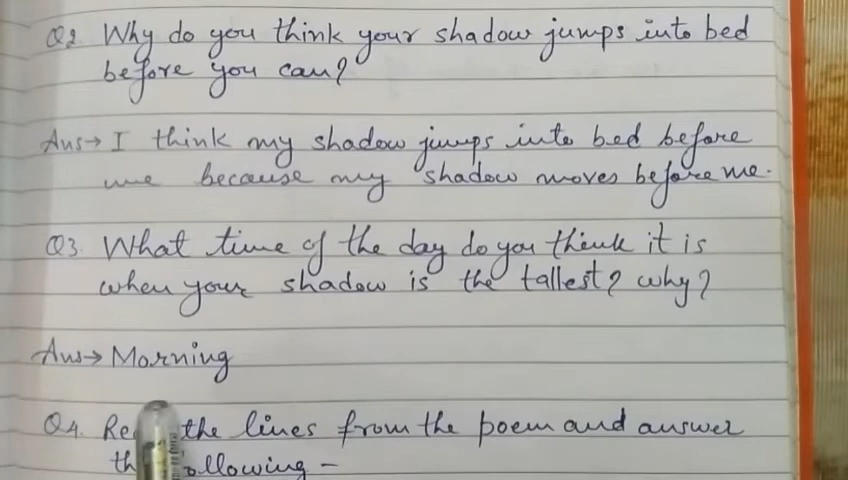 Q2 Why do you think your shadow jumps into bed
before you can?
Ans→ I think my shadow jumps into bed before
me because my shadow moves before me.
Q3. What time of the day do you think it is
when your shadow is the tallest? why?
Ans→ Morning
Q4. the lines from the poem and answer
following -